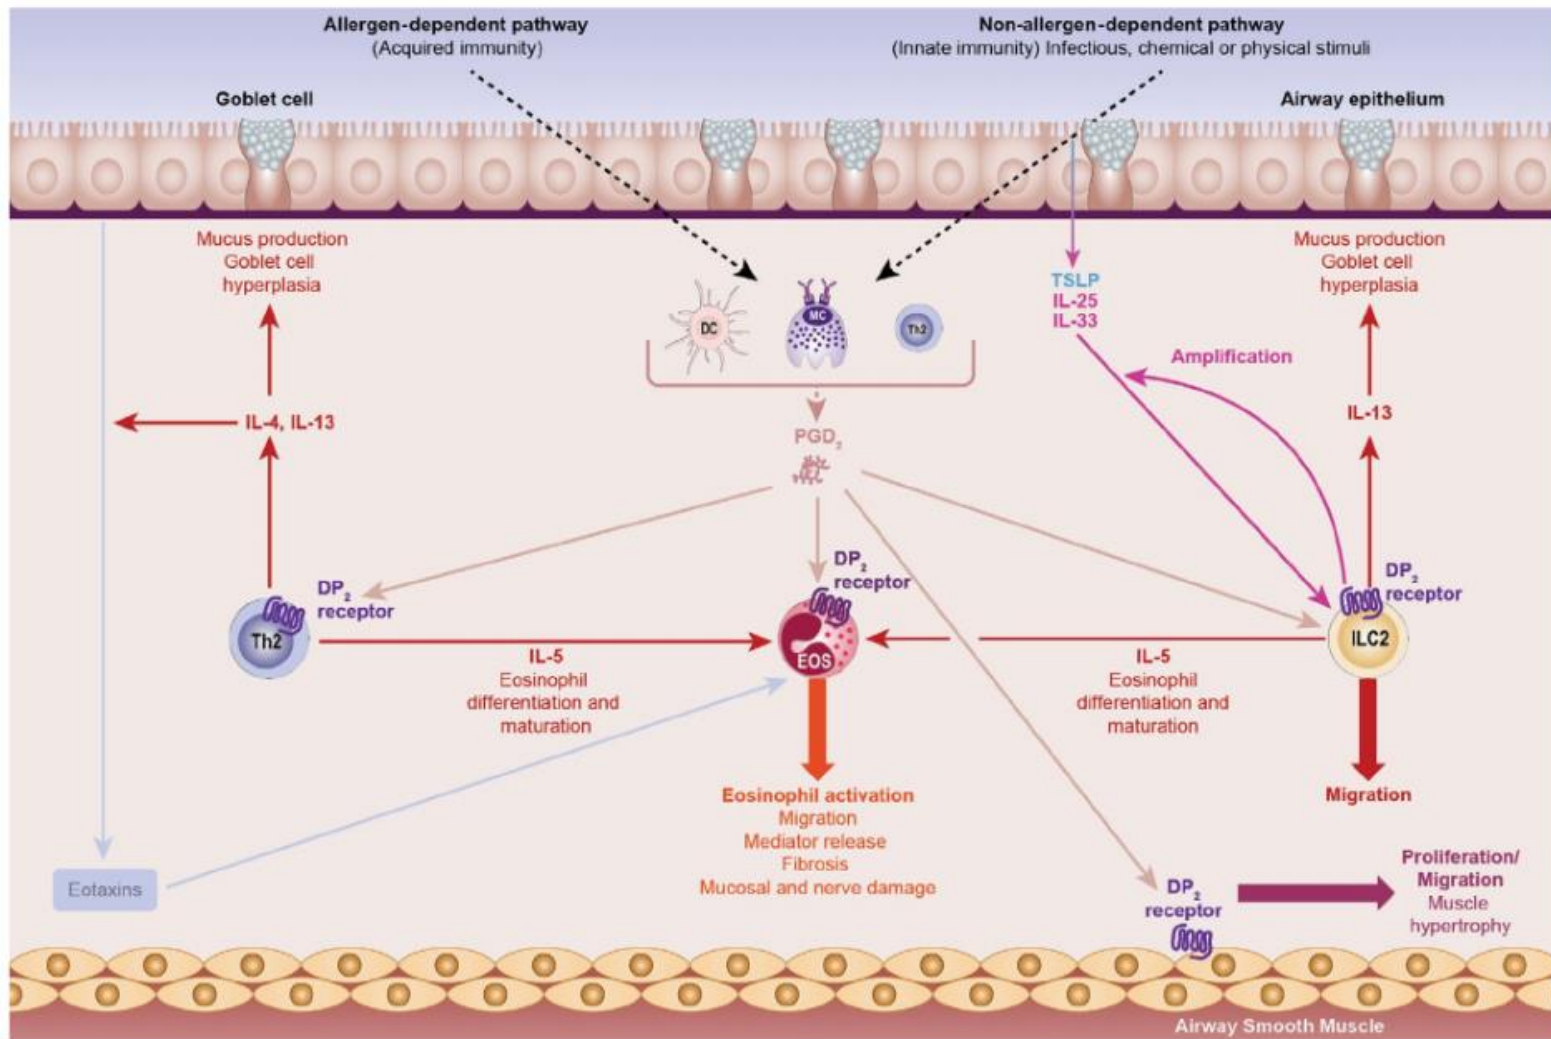 Allergen-dependent pathway
(Acquired immunity)
Non-allergen-dependent pathway
(Innate immunity) Infectious, chemical or physical stimuli
Goblet cell
Airway epithelium
Mucus production
Goblet cell
hyperplasia
Mucus production
Goblet cell
hyperplasia
TSLP
IL-25
IL-33
DC
MC
Th2
Amplification
IL-4, IL-13
IL-13
PGD₂
DP₂
receptor
DP₂
receptor
DP₂
receptor
Th2
EOS
ILC2
IL-5
Eosinophil
differentiation and
maturation
IL-5
Eosinophil
differentiation and
maturation
Eosinophil activation
Migration
Mediator release
Fibrosis
Mucosal and nerve damage
Migration
Eotaxins
DP₂
receptor
Proliferation/
Migration
Muscle
hypertrophy
Airway Smooth Muscle